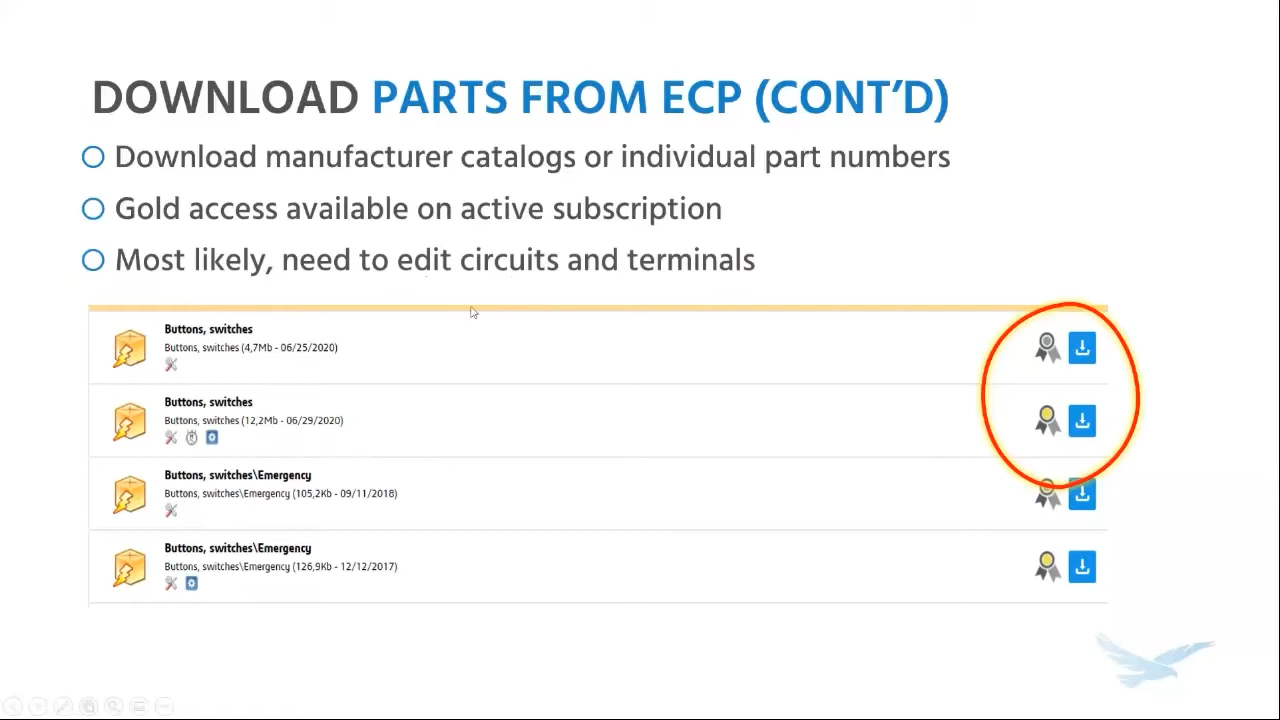 DOWNLOAD PARTS FROM ECP (CONT’D)
Download manufacturer catalogs or individual part numbers
Gold access available on active subscription
Most likely, need to edit circuits and terminals
Buttons, switches
Buttons, switches (4,7Mb - 06/25/2020)
Buttons, switches
Buttons, switches (12,2Mb - 06/29/2020)
Buttons, switches\Emergency
Buttons, switches\Emergency (105,2Kb - 09/11/2018)
Buttons, switches\Emergency
Buttons, switches\Emergency (126,9Kb - 12/12/2017)